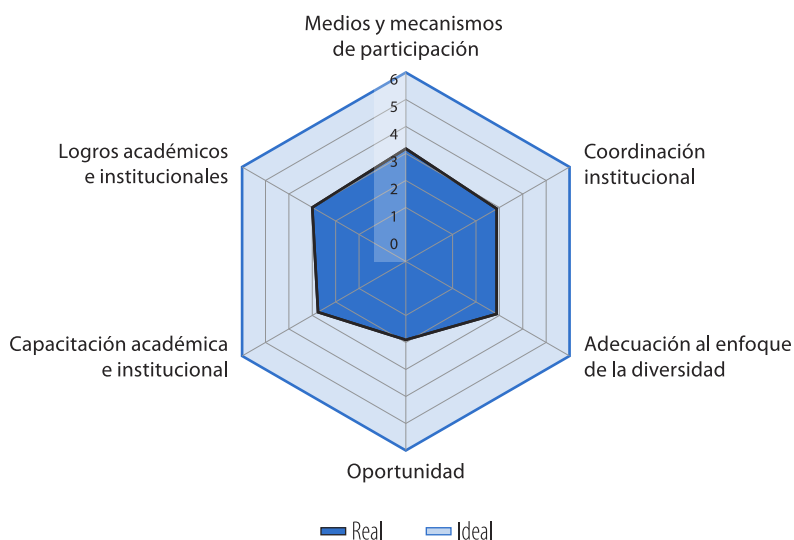 Medios y mecanismos
de participación
6
5
4
3
2
1
0
Logros académicos
e institucionales
Coordinación
institucional
Capacitación académica
e institucional
Adecuación al enfoque
de la diversidad
Oportunidad
Real
Ideal